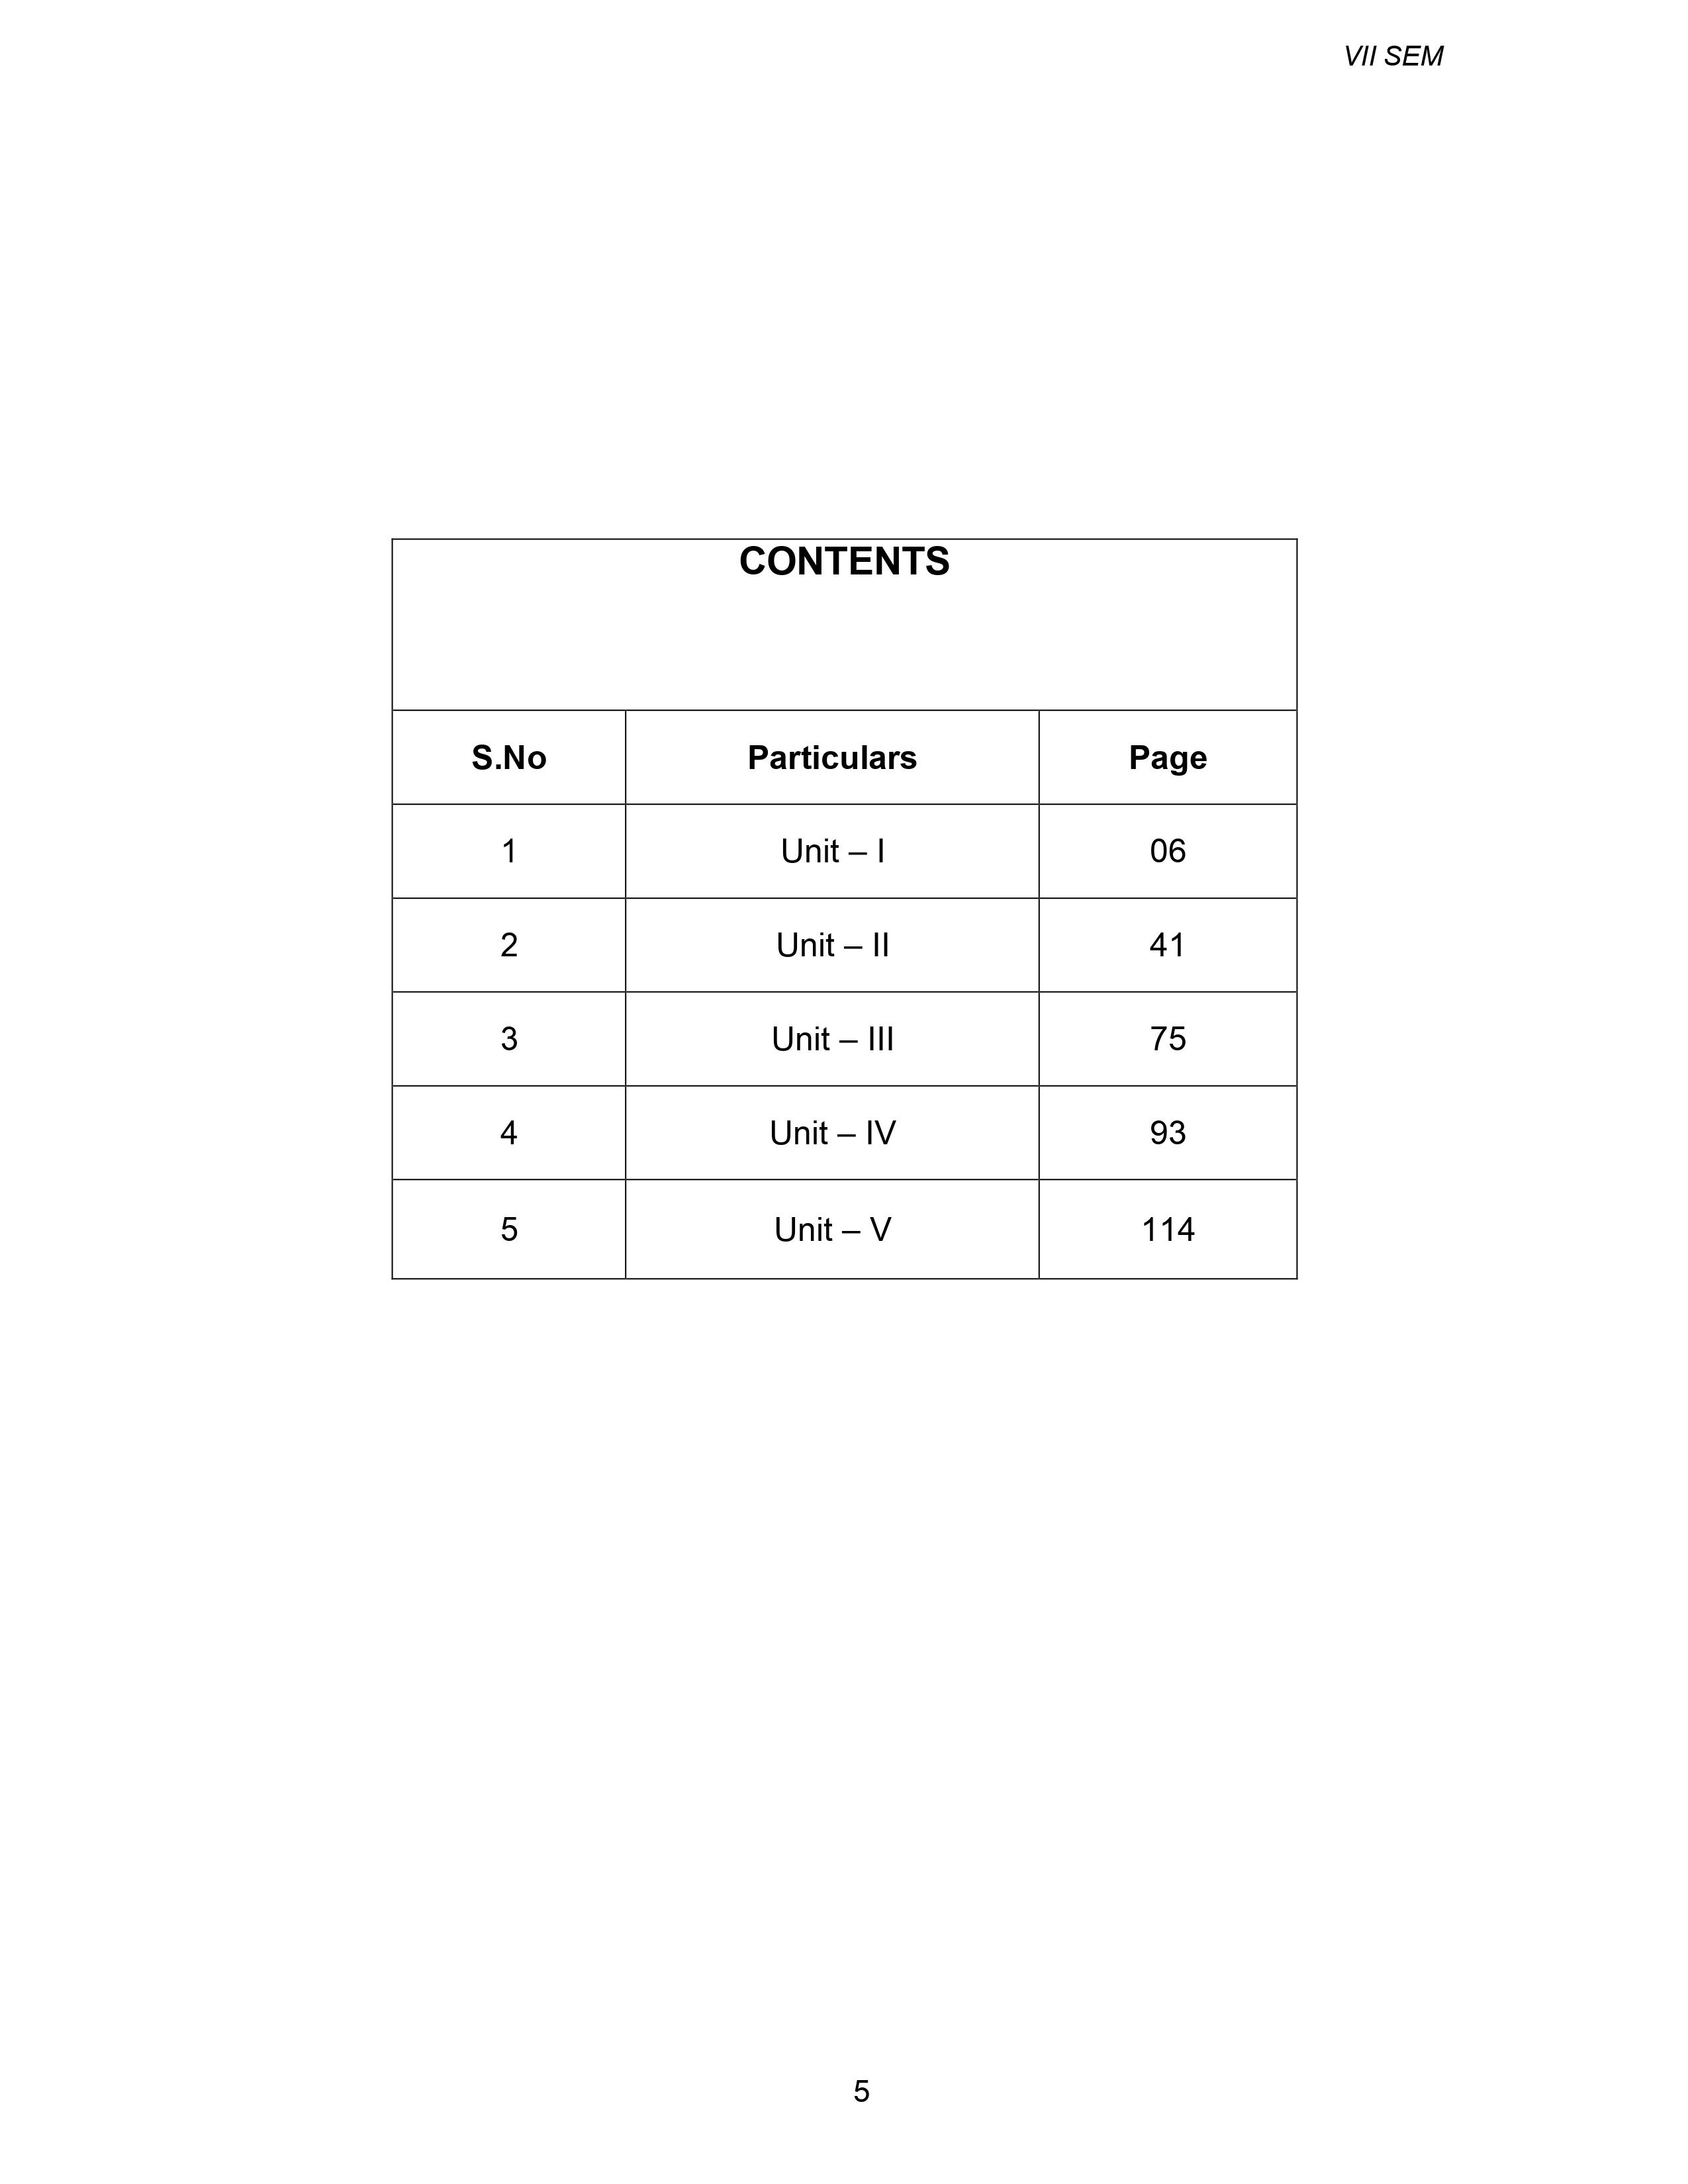 VII SEM
CONTENTS
S.No Particulars Page
1 Unit – I 06
2 Unit – II 41
3 Unit – III 75
4 Unit – IV 93
5 Unit – V 114
5